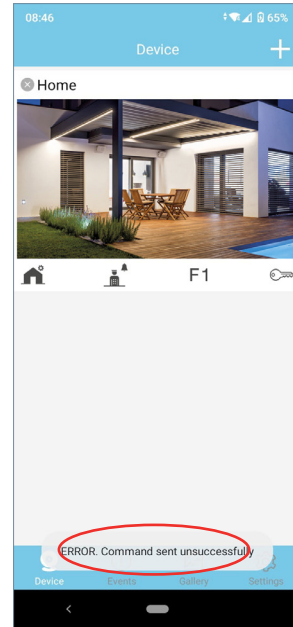 08:46 65%
Device
Home
F1
ERROR. Command sent unsuccessfully
Device Events Gallery Settings